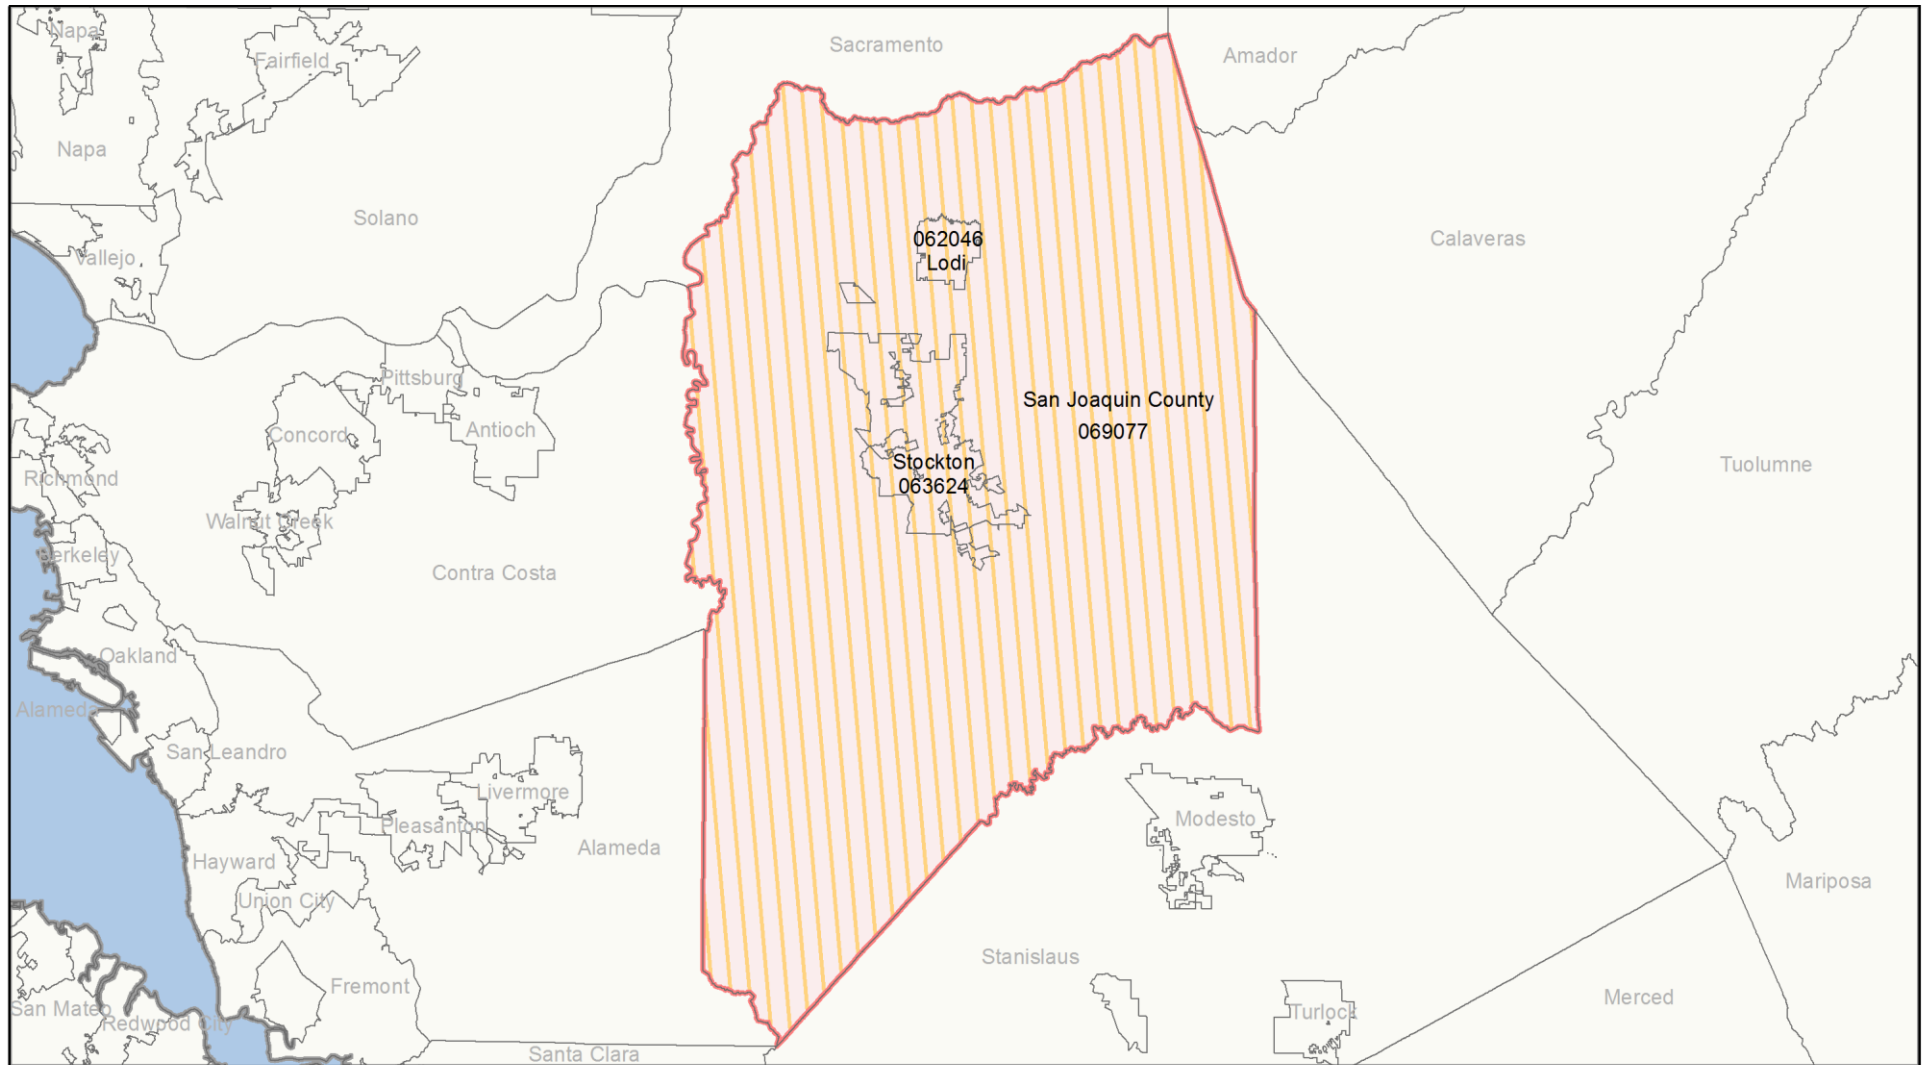 Napa
Fairfield
Sacramento
Amador
Napa
Solano
Vallejo
062046
Lodi
Calaveras
Pittsburg
Concord
Antioch
San Joaquin County
069077
Richmond
Stockton
063624
Tuolumne
Walnut Creek
Berkeley
Contra Costa
Oakland
Alameda
San Leandro
Livermore
Pleasanton
Alameda
Modesto
Hayward
Union City
Mariposa
Stanislaus
Fremont
Merced
San Mateo
Redwood City
Turlock
Santa Clara